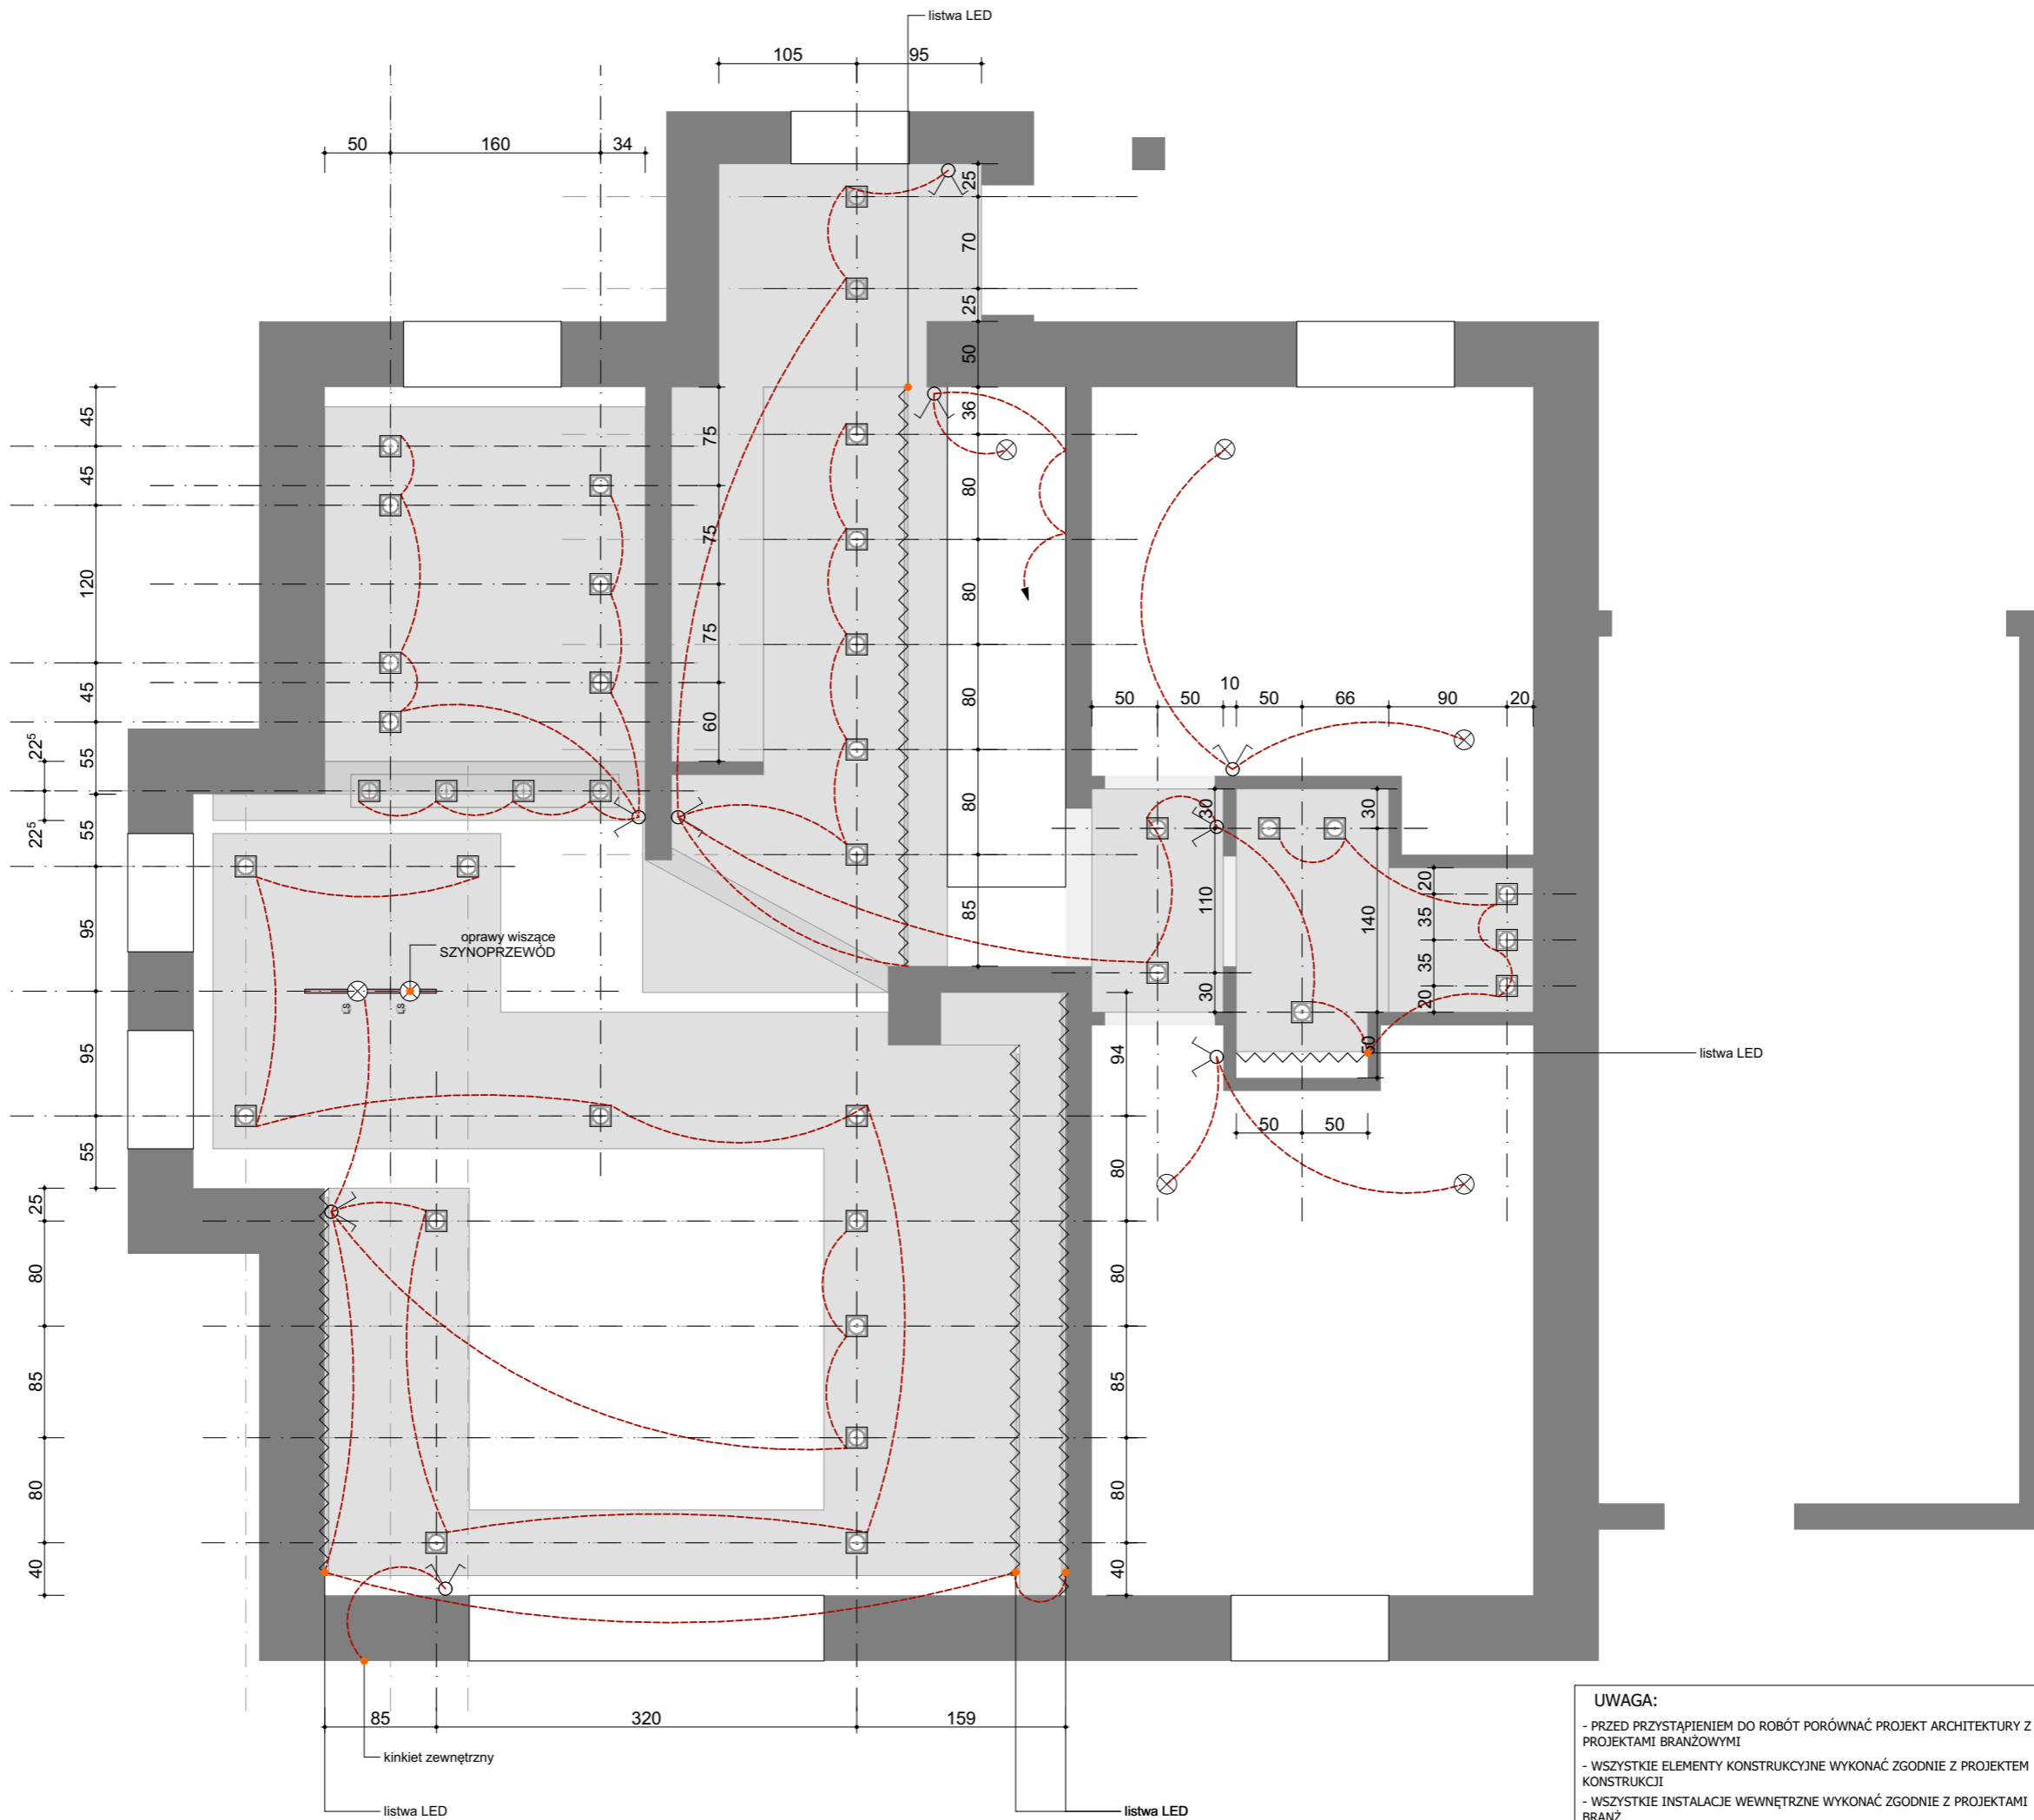 listwa LED
105 95
50 160 34
25
70
25
50
36
80
80
80
80
85
45
45
120
45
55
22⁵
22⁵
55
95
95
55
75
75
75
60
10
50 50 50 66 90 20
30
110
30
30
140
50
20
35
35
20
50 50
oprawy wiszące
SZYNOPRZEWÓD
LS LS
listwa LED
94
80
80
85
80
40
25
80
85
80
40
85 320 159
kinkiet zewnętrzny
listwa LED
listwa LED
UWAGA:
- PRZED PRZYSTĄPIENIEM DO ROBÓT PORÓWNAĆ PROJEKT ARCHITEKTURY Z
PROJEKTAMI BRANŻOWYMI
- WSZYSTKIE ELEMENTY KONSTRUKCYJNE WYKONAĆ ZGODNIE Z PROJEKTEM
KONSTRUKCJI
- WSZYSTKIE INSTALACJE WEWNĘTRZNE WYKONAĆ ZGODNIE Z PROJEKTAMI
BRANŻ